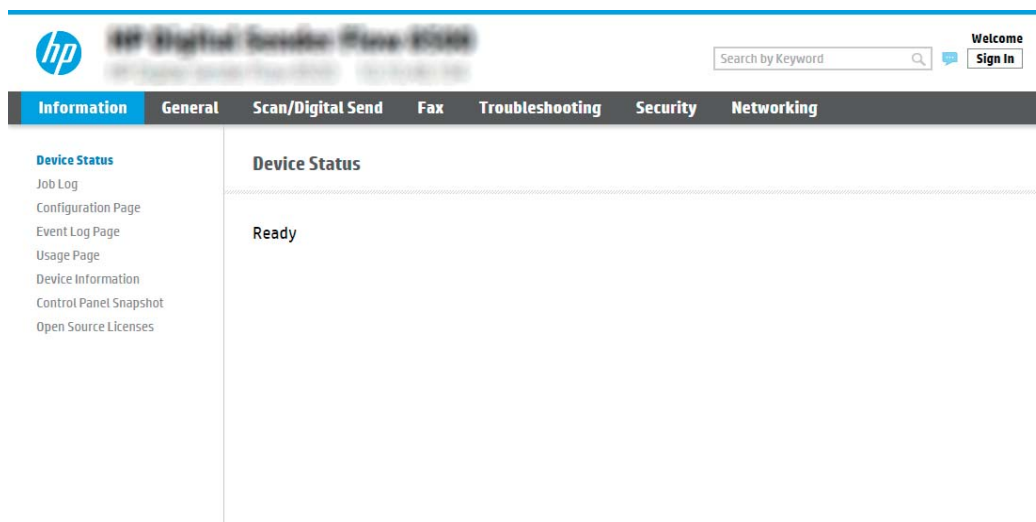 hp
Welcome
Search by Keyword
Sign In
Information General Scan/Digital Send Fax Troubleshooting Security Networking
Device Status
Job Log
Configuration Page
Event Log Page
Usage Page
Device Information
Control Panel Snapshot
Open Source Licenses
Device Status
Ready